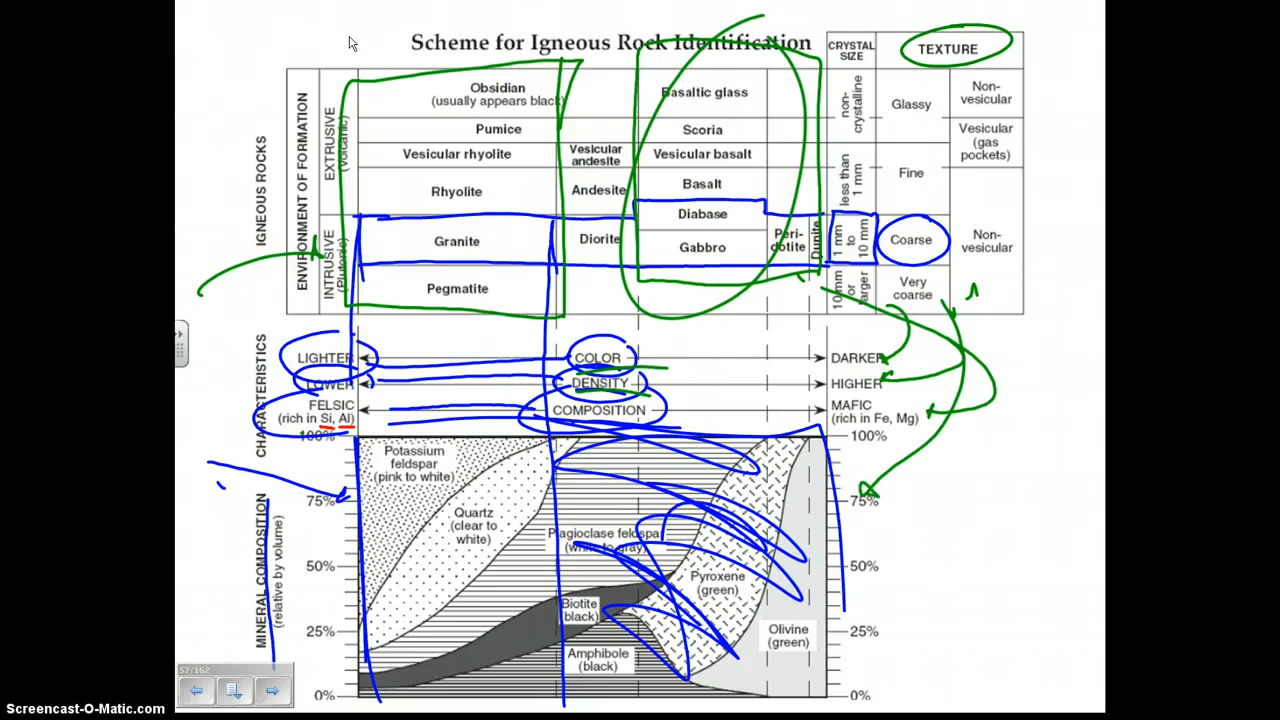 Scheme for Igneous Rock Identification
CRYSTAL
SIZE
TEXTURE
IGNEOUS ROCKS
ENVIRONMENT OF FORMATION
EXTRUSIVE
(Volcanic)
Obsidian
(usually appears black)
Basaltic glass
non-
crystalline
Glassy
Non-
vesicular
Pumice
Scoria
Vesicular
(gas
pockets)
Vesicular rhyolite
Vesicular
andesite
Vesicular basalt
less than
1 mm
Fine
Rhyolite
Andesite
Basalt
INTRUSIVE
(Plutonic)
Diabase
Granite
Diorite
Gabbro
Peri-
dotite
Dunite
1 mm
to
10 mm
Coarse
Non-
vesicular
Pegmatite
10 mm
or
larger
Very
coarse
CHARACTERISTICS
LIGHTER
COLOR
DARKER
LOWER
DENSITY
HIGHER
FELSIC
(rich in Si, Al)
COMPOSITION
MAFIC
(rich in Fe, Mg)
MINERAL COMPOSITION
(relative by volume)
100%
100%
Potassium
feldspar
(pink to white)
75%
75%
Quartz
(clear to
white)
Plagioclase feldspar
(white to gray)
50%
50%
Pyroxene
(green)
Biotite
(black)
25%
25%
Olivine
(green)
Amphibole
(black)
0%
0%
57/162
Screencast-O-Matic.com